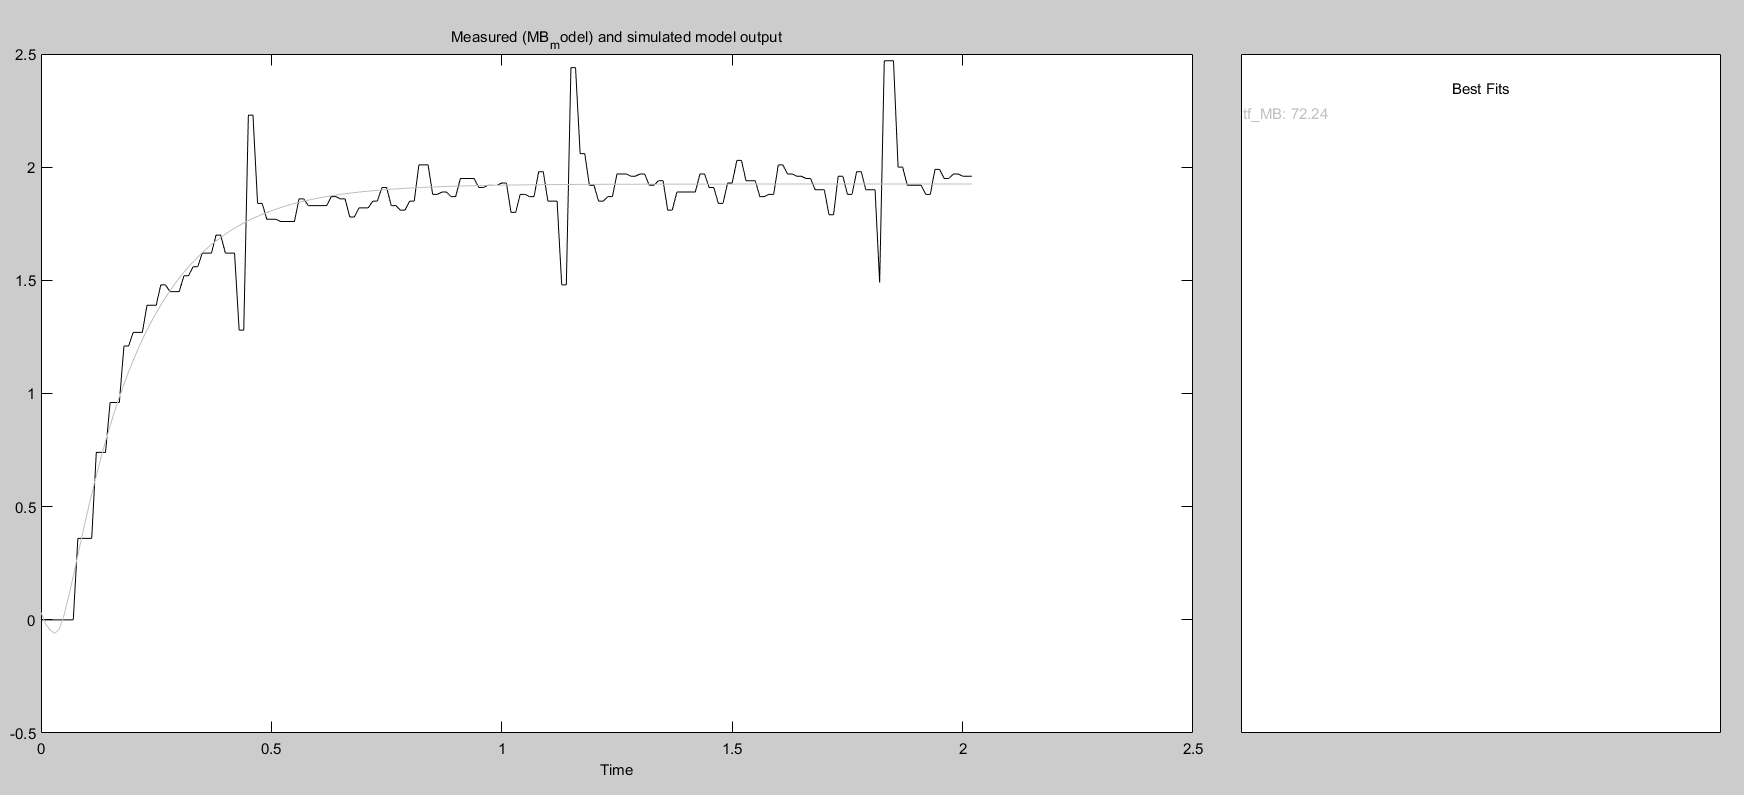 Measured (MB_model) and simulated model output
2.5
2
1.5
1
0.5
0
-0.5
0 0.5 1 1.5 2 2.5
Time
Best Fits
tf_MB: 72.24